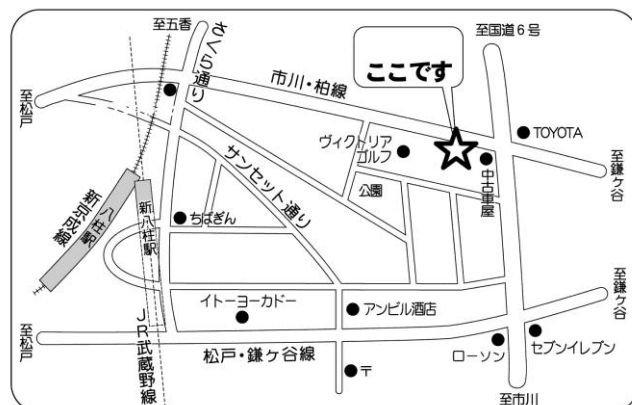 至五香
さくら通り
至国道6号
ここです
市川・柏線
至松戸
TOYOTA
ヴィクトリア
ゴルフ
中古車屋
至鎌ヶ谷
サンセット通り
公園
八柱駅
新京成線
新八柱駅
ちばぎん
至鎌ヶ谷
イトーヨーカドー
アンビル酒店
至松戸
JR武蔵野線
松戸・鎌ヶ谷線
ローソン
セブンイレブン
〒
至市川